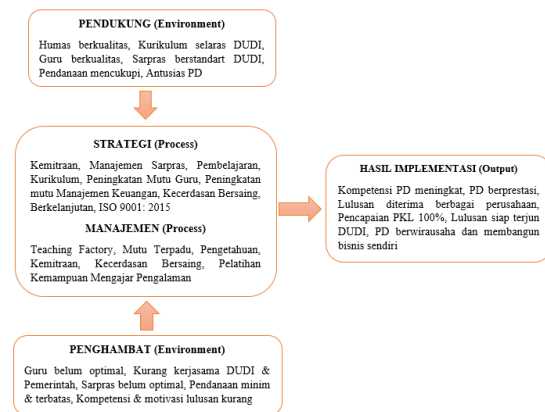 PENDUKUNG (Environment)
Humas berkualitas, Kurikulum selaras DUDI,
Guru berkualitas, Sarpras berstandart DUDI,
Pendanaan mencukupi, Antusias PD
STRATEGI (Process)
Kemitraan, Manajemen Sarpras, Pembelajaran,
Kurikulum, Peningkatan Mutu Guru, Peningkatan
mutu Manajemen Keuangan, Kecerdasan Bersaing,
Berkelanjutan, ISO 9001: 2015
MANAJEMEN (Process)
Teaching Factory, Mutu Terpadu, Pengetahuan,
Kemitraan, Kecerdasan Bersaing, Pelatihan
Kemampuan Mengajar Pengalaman
HASIL IMPLEMENTASI (Output)
Kompetensi PD meningkat, PD berprestasi,
Lulusan diterima berbagai perusahaan,
Pencapaian PKL 100%, Lulusan siap terjun
DUDI, PD berwirausaha dan membangun
bisnis sendiri
PENGHAMBAT (Environment)
Guru belum optimal, Kurang kerjasama DUDI &
Pemerintah, Sarpras belum optimal, Pendanaan minim
& terbatas, Kompetensi & motivasi lulusan kurang